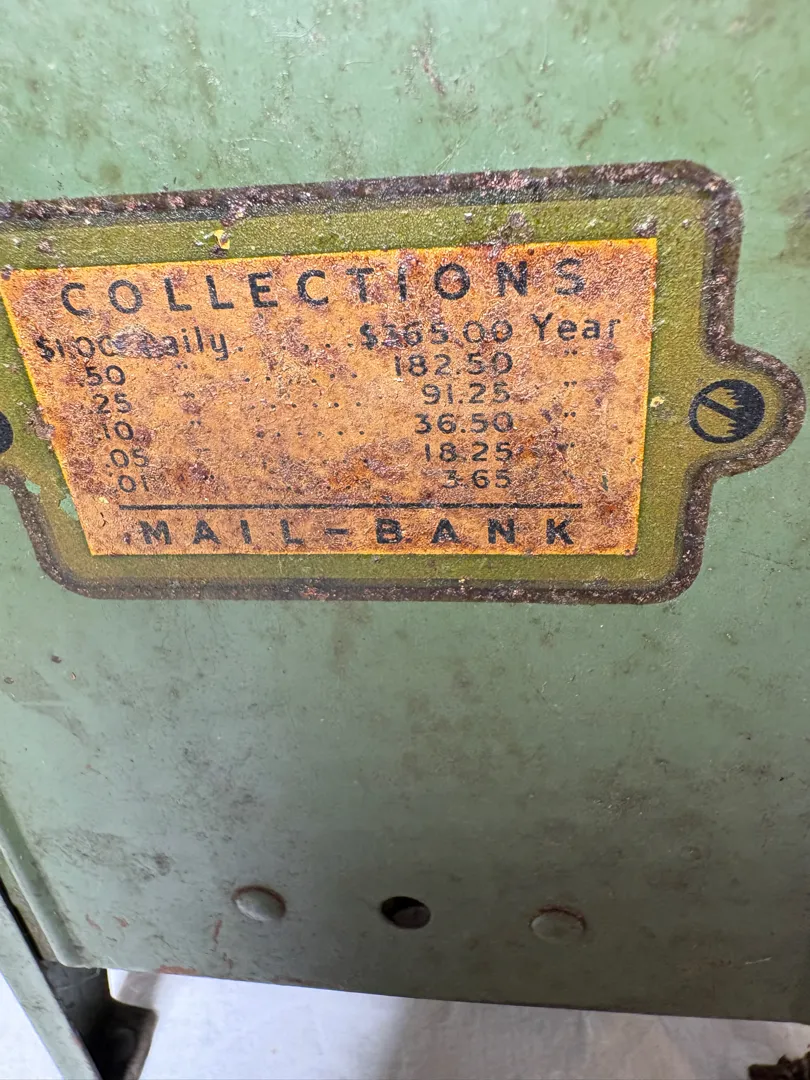 COLLECTIONS
$1.00 Daily. . . . . . $365.00 Year
.50 " . . . . . . 182.50 "
.25 " . . . . . . 91.25 "
.10 " . . . . . . 36.50 "
.05 " . . . . . . 18.25 "
.01 " . . . . . . 3.65 "
MAIL-BANK